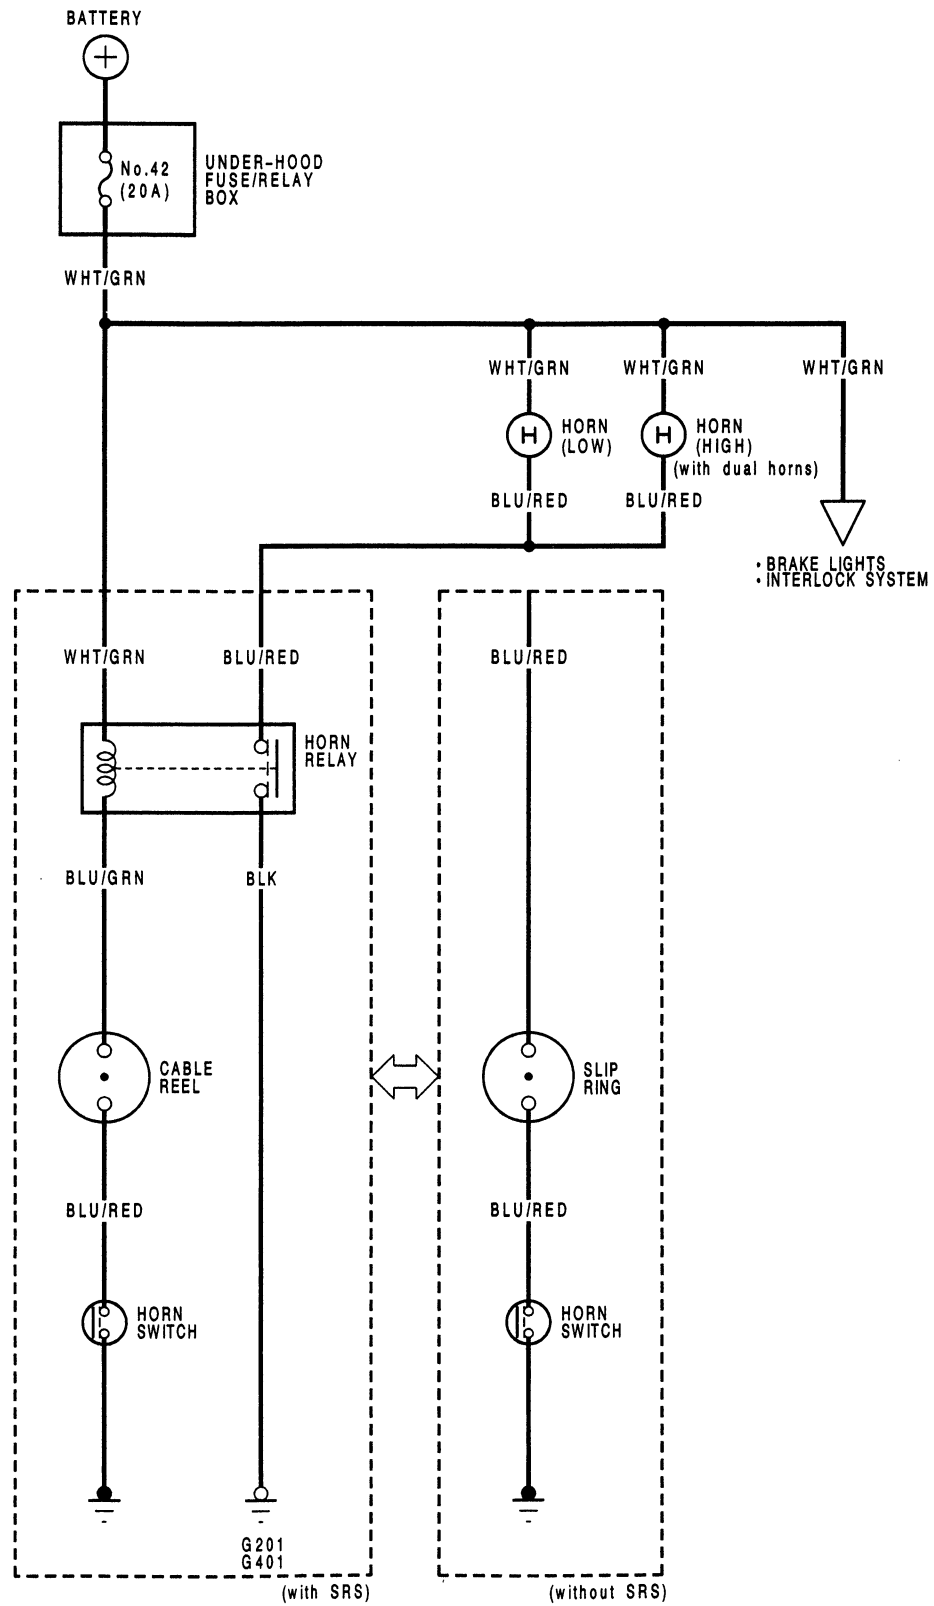 BATTERY
No.42
(20A)
UNDER-HOOD
FUSE/RELAY
BOX
WHT/GRN
WHT/GRN
WHT/GRN
WHT/GRN
H
HORN
(LOW)
H
HORN
(HIGH)
(with dual horns)
BLU/RED
BLU/RED
• BRAKE LIGHTS
• INTERLOCK SYSTEM
WHT/GRN
BLU/RED
BLU/RED
HORN
RELAY
BLU/GRN
BLK
CABLE
REEL
SLIP
RING
BLU/RED
BLU/RED
HORN
SWITCH
HORN
SWITCH
G201
G401
(with SRS)
(without SRS)